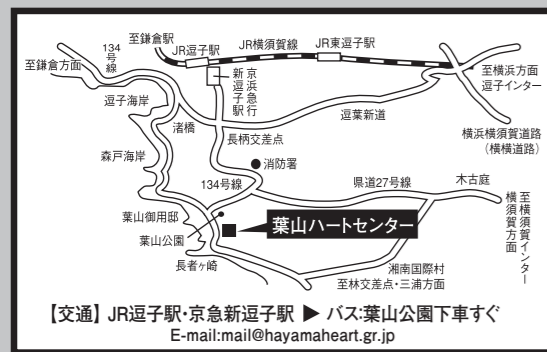 至鎌倉駅
JR逗子駅
JR横須賀線
JR東逗子駅
至鎌倉方面
134号線
京浜急行
新逗子駅
至横浜方面
逗子インター
逗子海岸
渚橋
逗葉新道
横浜横須賀道路
(横横道路)
長柄交差点
森戸海岸
消防署
134号線
県道27号線
木古庭
至横須賀インター
横須賀方面
葉山御用邸
葉山公園
葉山ハートセンター
長者ヶ崎
湘南国際村
至林交差点・三浦方面
【交通】JR逗子駅・京急新逗子駅 ▶ バス:葉山公園下車すぐ
E-mail:mail@hayamaheart.gr.jp